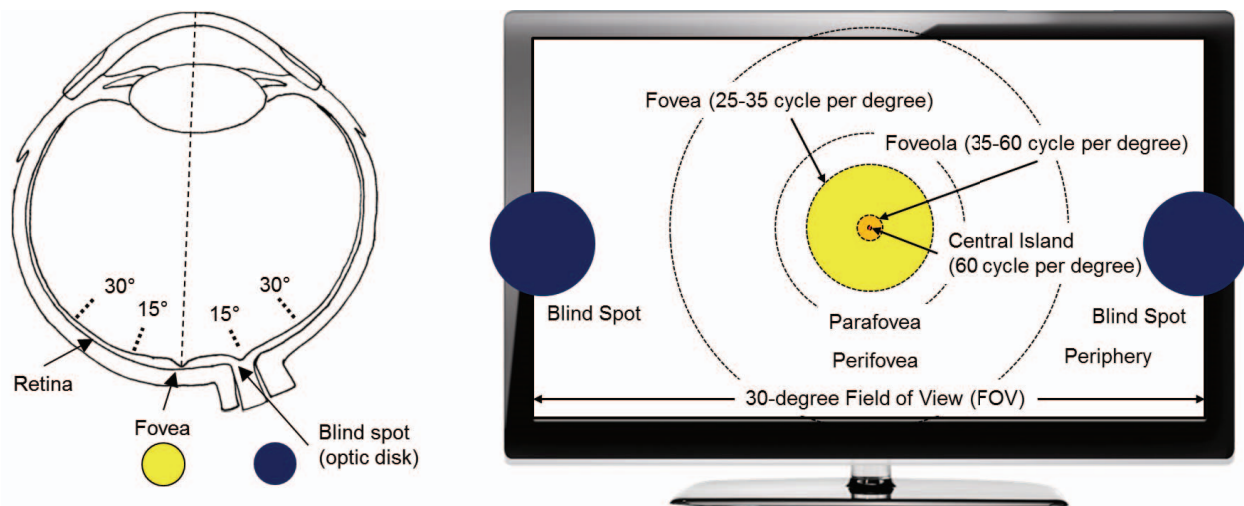 30°
15°
15°
30°
Retina
Fovea
Blind spot
(optic disk)
Fovea (25-35 cycle per degree)
Foveola (35-60 cycle per degree)
Central Island
(60 cycle per degree)
Blind Spot
Parafovea
Blind Spot
Perifovea
Periphery
30-degree Field of View (FOV)